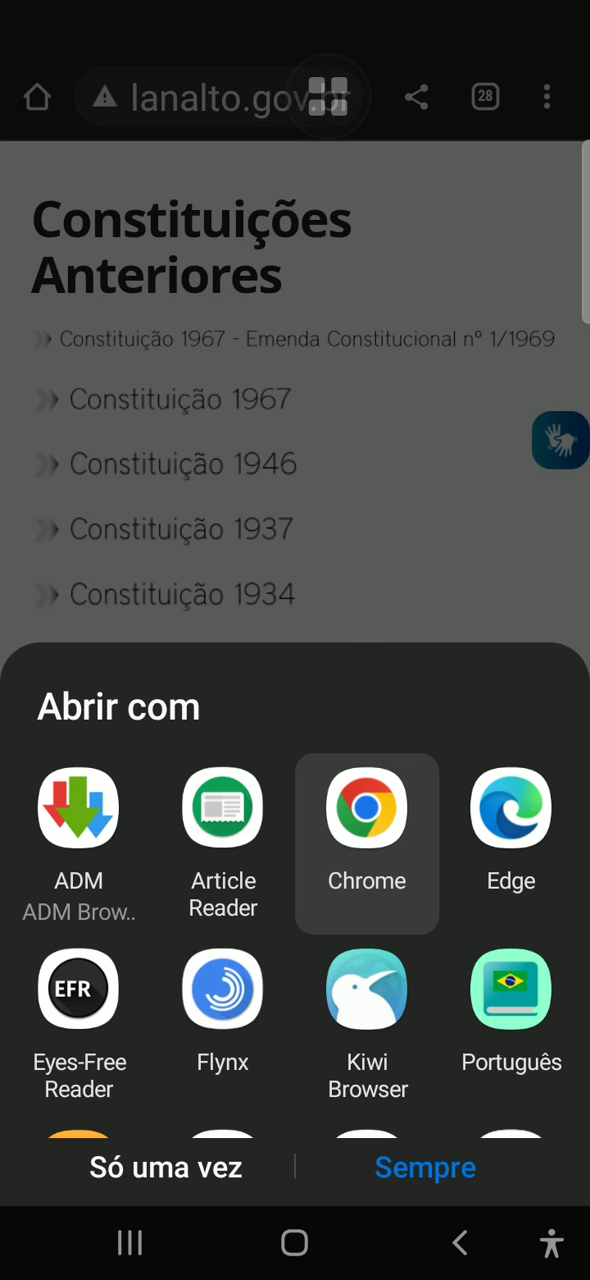 lanalto.gov.br
28
Constituições
Anteriores
Constituição 1967 - Emenda Constitucional nº 1/1969
Constituição 1967
Constituição 1946
Constituição 1937
Constituição 1934
Abrir com
ADM
ADM Brow..
Article
Reader
Chrome
Edge
EFR
Eyes-Free
Reader
Flynx
Kiwi
Browser
Português
Só uma vez
Sempre